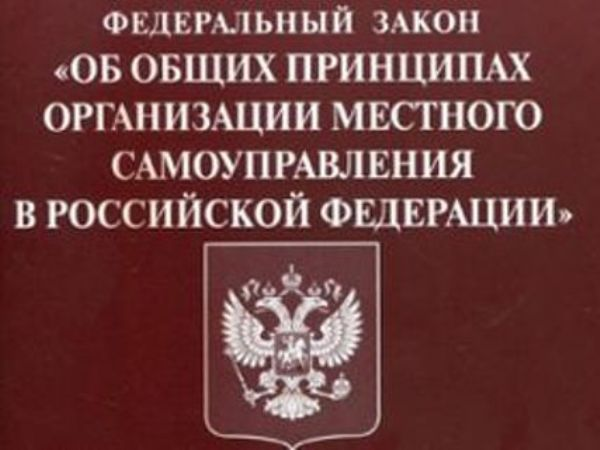 ФЕДЕРАЛЬНЫЙ ЗАКОН
«ОБ ОБЩИХ ПРИНЦИПАХ
ОРГАНИЗАЦИИ МЕСТНОГО
САМОУПРАВЛЕНИЯ
В РОССИЙСКОЙ ФЕДЕРАЦИИ»